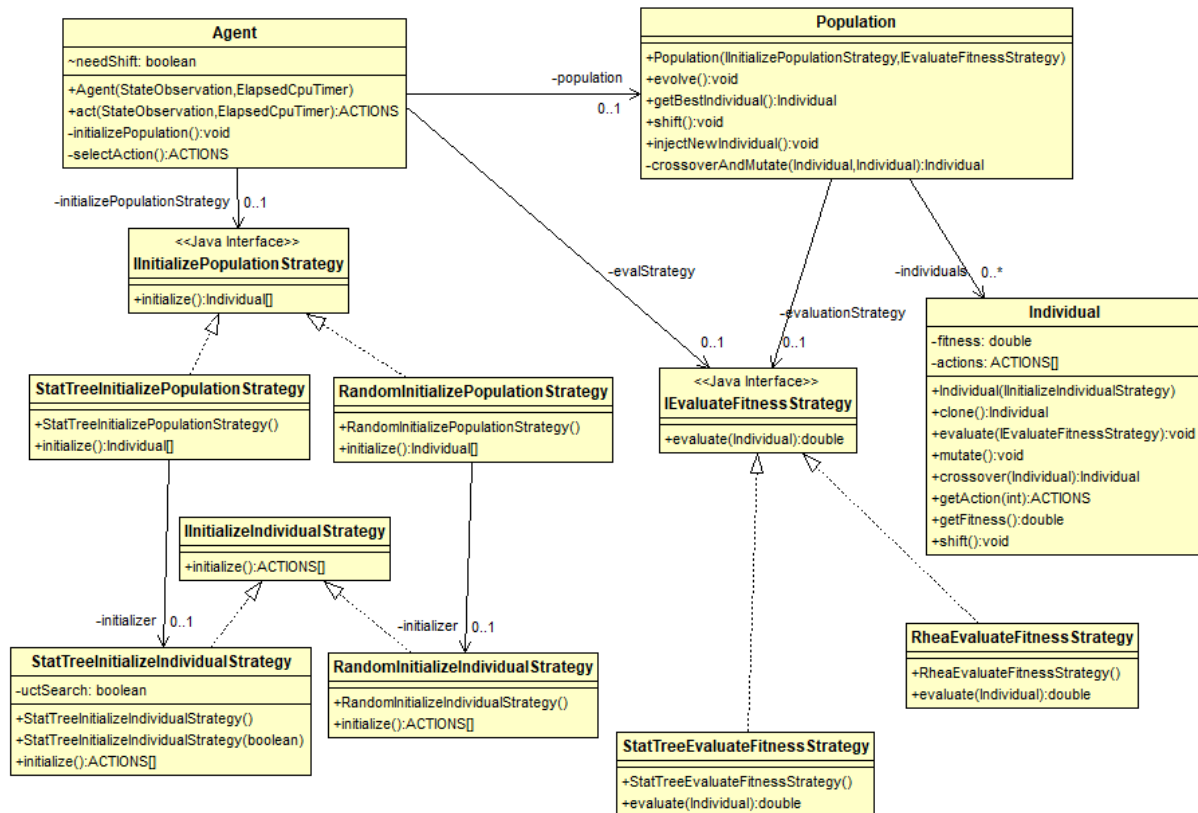 Agent
~needShift: boolean
+Agent(StateObservation,ElapsedCpuTimer)
+act(StateObservation,ElapsedCpuTimer):ACTIONS
-initializePopulation():void
-selectAction():ACTIONS
-population
0..1
Population
+Population(IInitializePopulationStrategy,IEvaluateFitnessStrategy)
+evolve():void
+getBestIndividual():Individual
+shift():void
+injectNewIndividual():void
-crossoverAndMutate(Individual,Individual):Individual
-initializePopulationStrategy
0..1
<<Java Interface>>
IInitializePopulationStrategy
+initialize():Individual[]
-evalStrategy
0..1
-evaluationStrategy
0..1
-individuals
0..*
Individual
-fitness: double
-actions: ACTIONS[]
+Individual(IInitializeIndividualStrategy)
+clone():Individual
+evaluate(IEvaluateFitnessStrategy):void
+mutate():void
+crossover(Individual):Individual
+getAction(int):ACTIONS
+getFitness():double
+shift():void
StatTreeInitializePopulationStrategy
+StatTreeInitializePopulationStrategy()
+initialize():Individual[]
RandomInitializePopulationStrategy
+RandomInitializePopulationStrategy()
+initialize():Individual[]
<<Java Interface>>
IEvaluateFitnessStrategy
+evaluate(Individual):double
IInitializeIndividualStrategy
+initialize():ACTIONS[]
-initializer
0..1
-initializer
0..1
StatTreeInitializeIndividualStrategy
-uctSearch: boolean
+StatTreeInitializeIndividualStrategy()
+StatTreeInitializeIndividualStrategy(boolean)
+initialize():ACTIONS[]
RandomInitializeIndividualStrategy
+RandomInitializeIndividualStrategy()
+initialize():ACTIONS[]
RheaEvaluateFitnessStrategy
+RheaEvaluateFitnessStrategy()
+evaluate(Individual):double
StatTreeEvaluateFitnessStrategy
+StatTreeEvaluateFitnessStrategy()
+evaluate(Individual):double